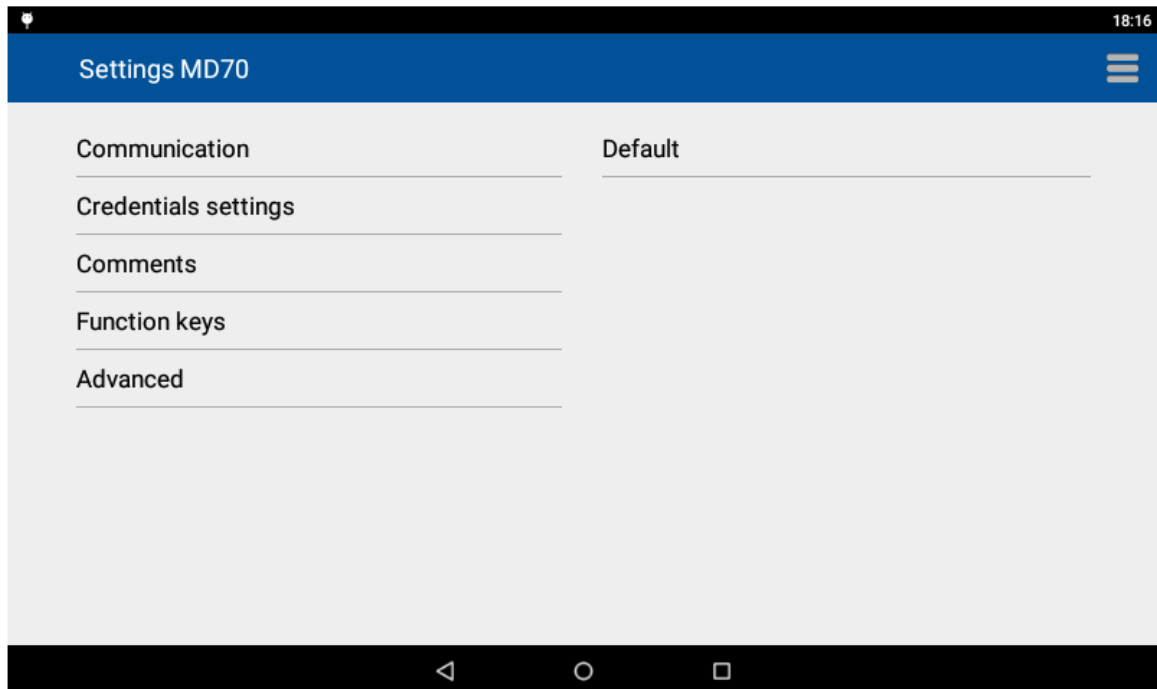 18:16
Settings MD70
Communication
Default
Credentials settings
Comments
Function keys
Advanced